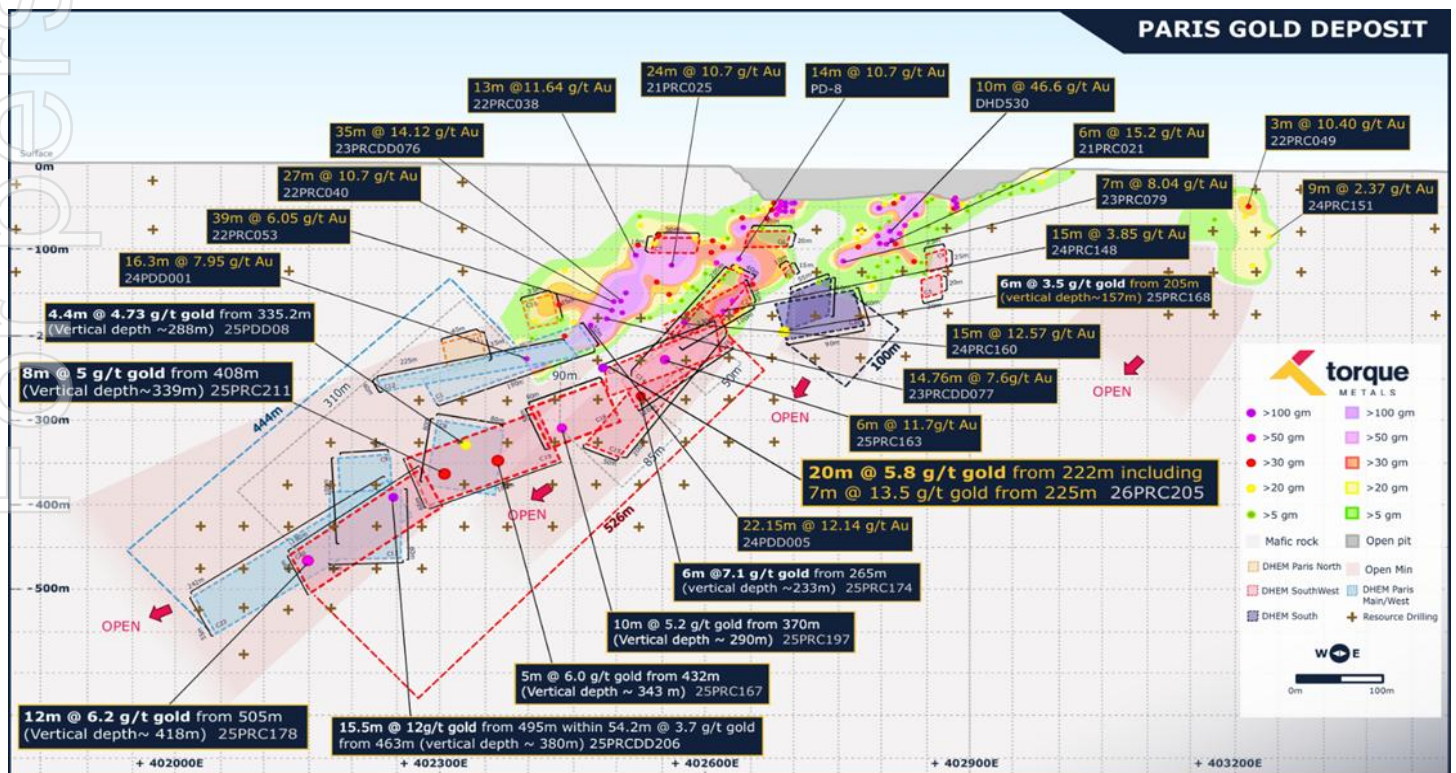 PARIS GOLD DEPOSIT
24m @ 10.7 g/t Au
21PRC025
14m @ 10.7 g/t Au
PD-8
13m @11.64 g/t Au
22PRC038
10m @ 46.6 g/t Au
DHD530
35m @ 14.12 g/t Au
23PRCDD076
6m @ 15.2 g/t Au
21PRC021
3m @ 10.40 g/t Au
22PRC049
Surface
0m
27m @ 10.7 g/t Au
22PRC040
7m @ 8.04 g/t Au
23PRC079
9m @ 2.37 g/t Au
24PRC151
39m @ 6.05 g/t Au
22PRC053
15m @ 3.85 g/t Au
24PRC148
-100m
16.3m @ 7.95 g/t Au
24PDD001
6m @ 3.5 g/t gold from 205m
(vertical depth~157m) 25PRC168
4.4m @ 4.73 g/t gold from 335.2m
(Vertical depth ~288m) 25PDD08
15m @ 12.57 g/t Au
24PRC160
8m @ 5 g/t gold from 408m
(Vertical depth~339m) 25PRC211
14.76m @ 7.6g/t Au
23PRCDD077
-300m
6m @ 11.7g/t Au
25PRC163
20m @ 5.8 g/t gold from 222m including
7m @ 13.5 g/t gold from 225m 26PRC205
-400m
22.15m @ 12.14 g/t Au
24PDD005
6m @7.1 g/t gold from 265m
(vertical depth ~233m) 25PRC174
-500m
10m @ 5.2 g/t gold from 370m
(Vertical depth ~ 290m) 25PRC197
5m @ 6.0 g/t gold from 432m
(Vertical depth ~ 343 m) 25PRC167
12m @ 6.2 g/t gold from 505m
(Vertical depth~ 418m) 25PRC178
15.5m @ 12g/t gold from 495m within 54.2m @ 3.7 g/t gold
from 463m (vertical depth ~ 380m) 25PRCDD206
444m
310m
225m
90m
50m
85m
526m
100m
242m
OPEN
OPEN
OPEN
OPEN
torque
METALS
>100 gm >100 gm
>50 gm >50 gm
>30 gm >30 gm
>20 gm >20 gm
>5 gm >5 gm
Mafic rock Open pit
DHEM Paris North Open Min
DHEM SouthWest DHEM Paris
Main/West
DHEM South Resource Drilling
W E
0m 100m
+ 402000E + 402300E + 402600E + 402900E + 403200E